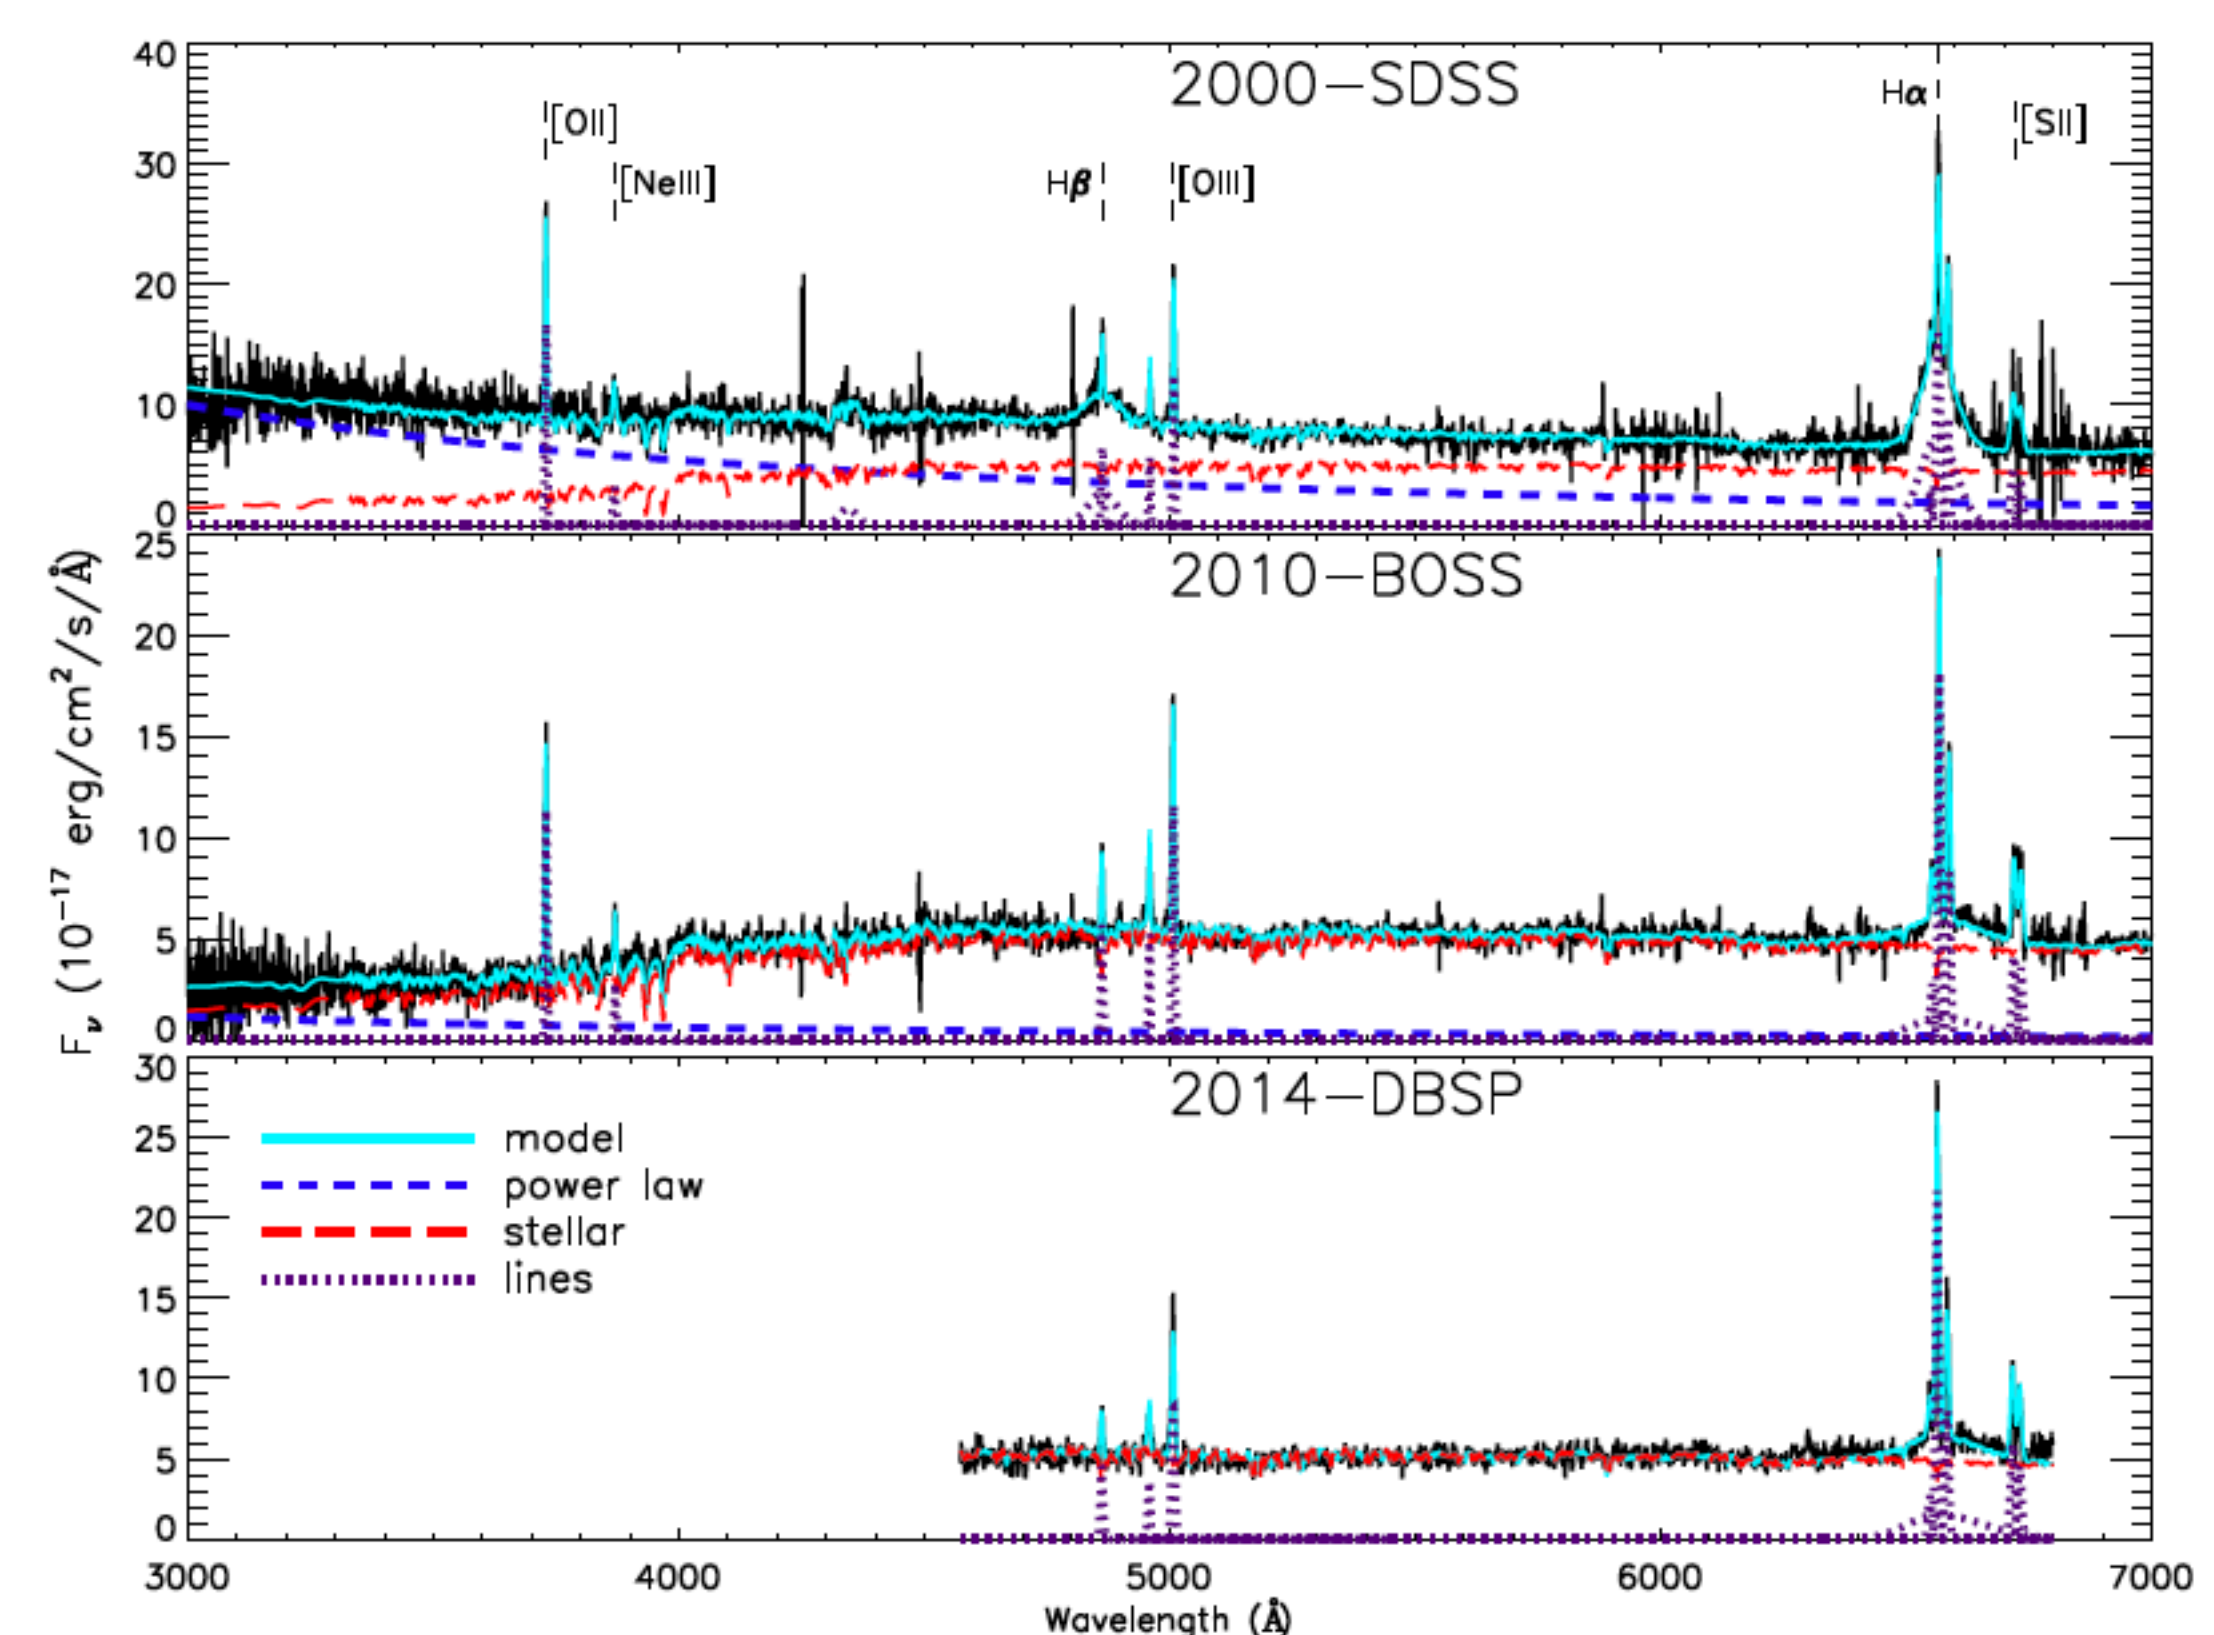 2000-SDSS
Hα
[OII]
[SII]
[NeIII]
Hβ
[OIII]
40
30
20
10
0
2010-BOSS
25
20
15
10
5
0
Fν (10⁻¹⁷ erg/cm²/s/Å)
2014-DBSP
30
25
20
15
10
5
0
model
power law
stellar
lines
3000 4000 5000 6000 7000
Wavelength (Å)